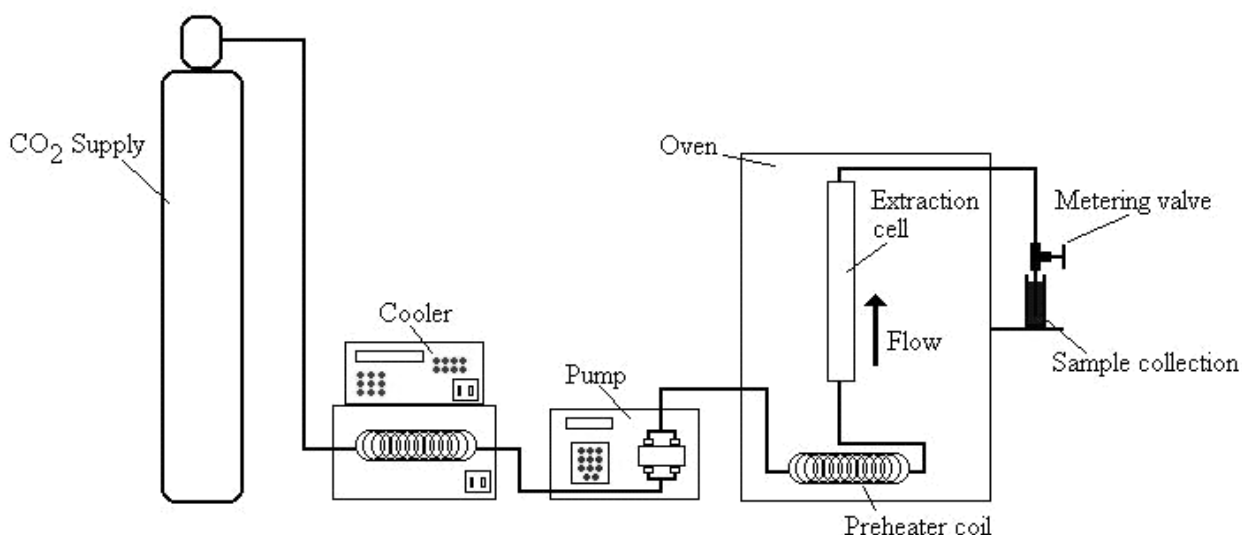 CO2 Supply
Cooler
Pump
Oven
Extraction
cell
Flow
Preheater coil
Metering valve
Sample collection